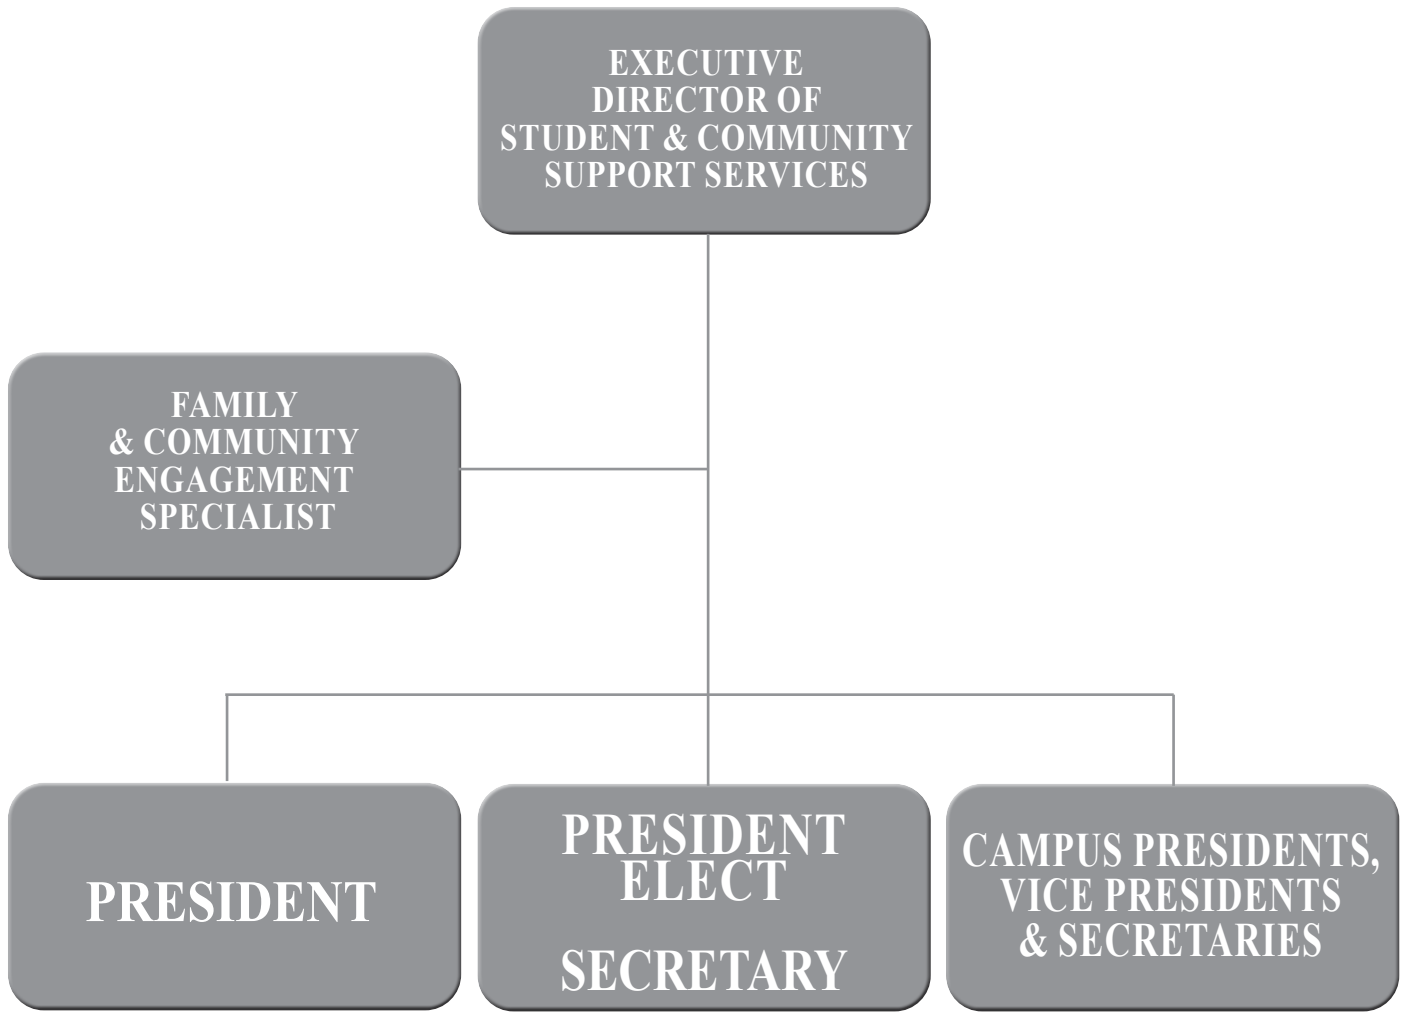 EXECUTIVE
DIRECTOR OF
STUDENT & COMMUNITY
SUPPORT SERVICES
FAMILY
& COMMUNITY
ENGAGEMENT
SPECIALIST
PRESIDENT
PRESIDENT
ELECT
SECRETARY
CAMPUS PRESIDENTS,
VICE PRESIDENTS
& SECRETARIES